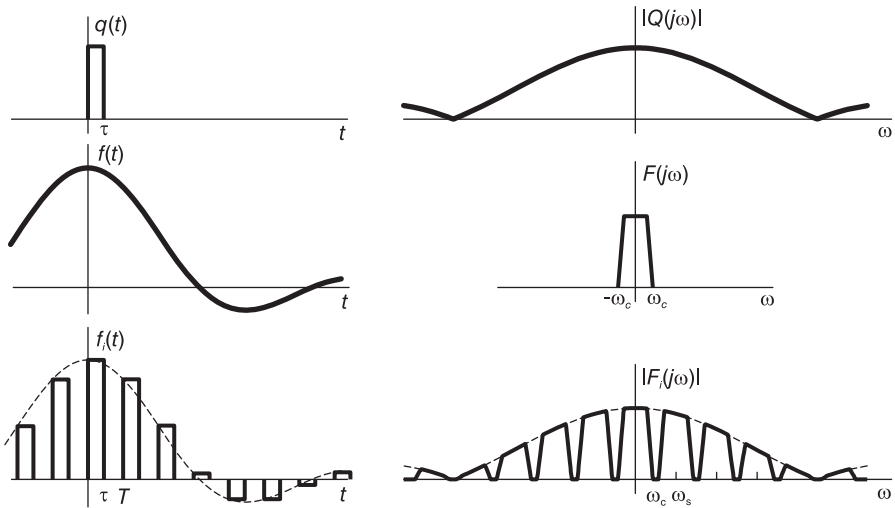 q(t)
τ
t
|Q(jω)|
ω
f(t)
t
F(jω)
-ω_c
ω_c
ω
f_i(t)
τ T
t
|F_i(jω)|
ω_c ω_s
ω